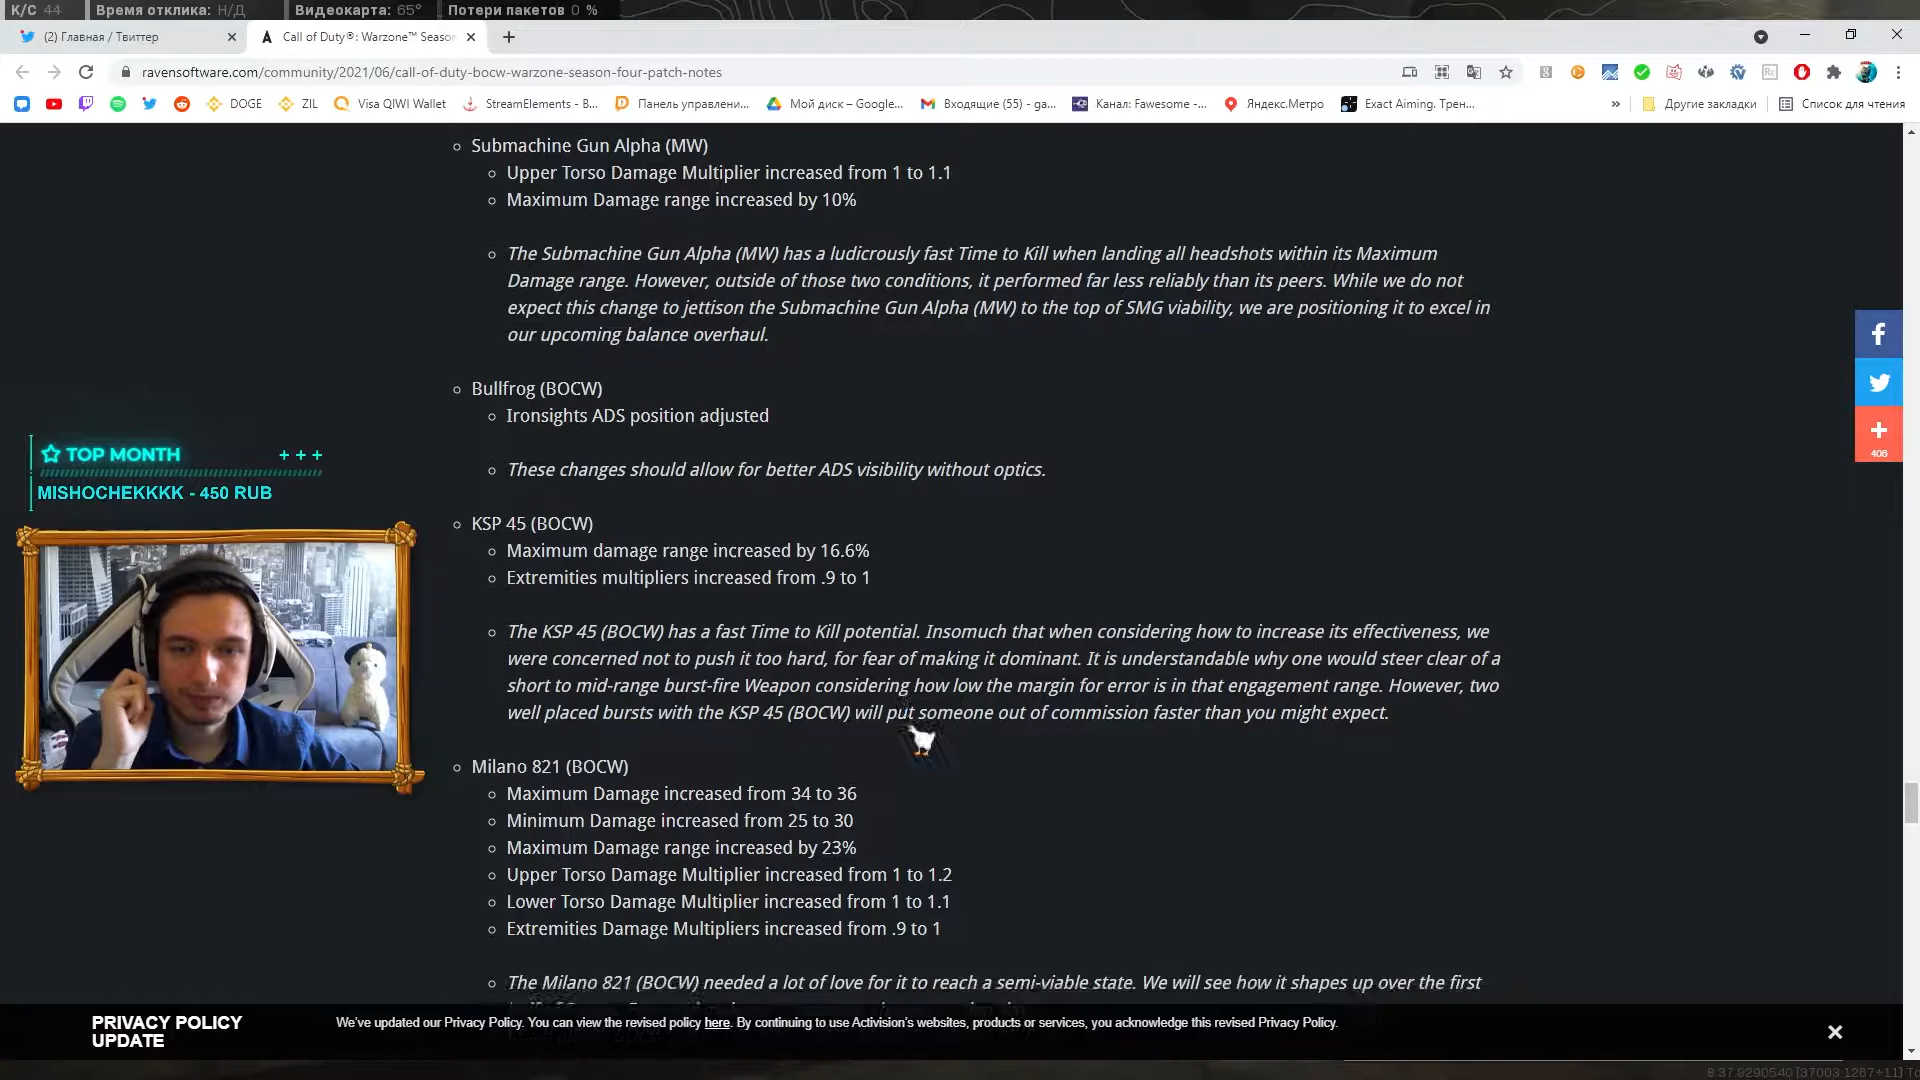 К/С 44 Время отклика: Н/Д Видеокарта: 65° Потери пакетов 0 %
(2) Главная / Твиттер Call of Duty®: Warzone™ Seaso
ravensoftware.com/community/2021/06/call-of-duty-bocw-warzone-season-four-patch-notes
DOGE ZIL Visa QIWI Wallet StreamElements - B... Панель управлени... Мой диск – Google... Входящие (55) - ga... Канал: Fawesome -... Яндекс.Метро Exact Aiming. Трен... » Другие закладки Список для чтения
Submachine Gun Alpha (MW)
Upper Torso Damage Multiplier increased from 1 to 1.1
Maximum Damage range increased by 10%
The Submachine Gun Alpha (MW) has a ludicrously fast Time to Kill when landing all headshots within its Maximum
Damage range. However, outside of those two conditions, it performed far less reliably than its peers. While we do not
expect this change to jettison the Submachine Gun Alpha (MW) to the top of SMG viability, we are positioning it to excel in
our upcoming balance overhaul.
Bullfrog (BOCW)
Ironsights ADS position adjusted
These changes should allow for better ADS visibility without optics.
KSP 45 (BOCW)
Maximum damage range increased by 16.6%
Extremities multipliers increased from .9 to 1
The KSP 45 (BOCW) has a fast Time to Kill potential. Insomuch that when considering how to increase its effectiveness, we
were concerned not to push it too hard, for fear of making it dominant. It is understandable why one would steer clear of a
short to mid-range burst-fire Weapon considering how low the margin for error is in that engagement range. However, two
well placed bursts with the KSP 45 (BOCW) will put someone out of commission faster than you might expect.
Milano 821 (BOCW)
Maximum Damage increased from 34 to 36
Minimum Damage increased from 25 to 30
Maximum Damage range increased by 23%
Upper Torso Damage Multiplier increased from 1 to 1.2
Lower Torso Damage Multiplier increased from 1 to 1.1
Extremities Damage Multipliers increased from .9 to 1
The Milano 821 (BOCW) needed a lot of love for it to reach a semi-viable state. We will see how it shapes up over the first
TOP MONTH +++
MISHOCHEKKKK - 450 RUB
406
PRIVACY POLICY
UPDATE
We've updated our Privacy Policy. You can view the revised policy here. By continuing to use Activision's websites, products or services, you acknowledge this revised Privacy Policy.